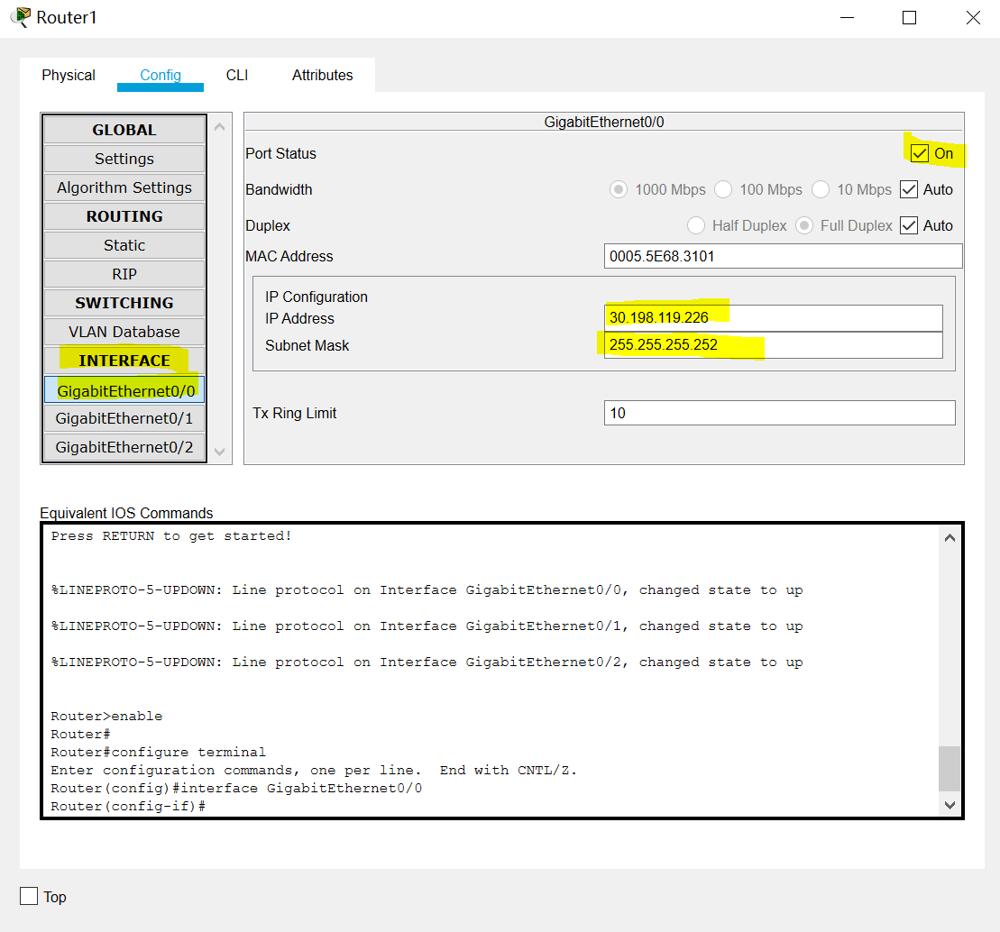 Router1
Physical Config CLI Attributes
GLOBAL
Settings
Algorithm Settings
ROUTING
Static
RIP
SWITCHING
VLAN Database
INTERFACE
GigabitEthernet0/0
GigabitEthernet0/1
GigabitEthernet0/2
GigabitEthernet0/0
Port Status On
Bandwidth 1000 Mbps 100 Mbps 10 Mbps Auto
Duplex Half Duplex Full Duplex Auto
MAC Address 0005.5E68.3101
IP Configuration
IP Address 30.198.119.226
Subnet Mask 255.255.255.252
Tx Ring Limit 10
Equivalent IOS Commands
Press RETURN to get started!
%LINEPROTO-5-UPDOWN: Line protocol on Interface GigabitEthernet0/0, changed state to up
%LINEPROTO-5-UPDOWN: Line protocol on Interface GigabitEthernet0/1, changed state to up
%LINEPROTO-5-UPDOWN: Line protocol on Interface GigabitEthernet0/2, changed state to up
Router>enable
Router#
Router#configure terminal
Enter configuration commands, one per line.  End with CNTL/Z.
Router(config)#interface GigabitEthernet0/0
Router(config-if)#
Top